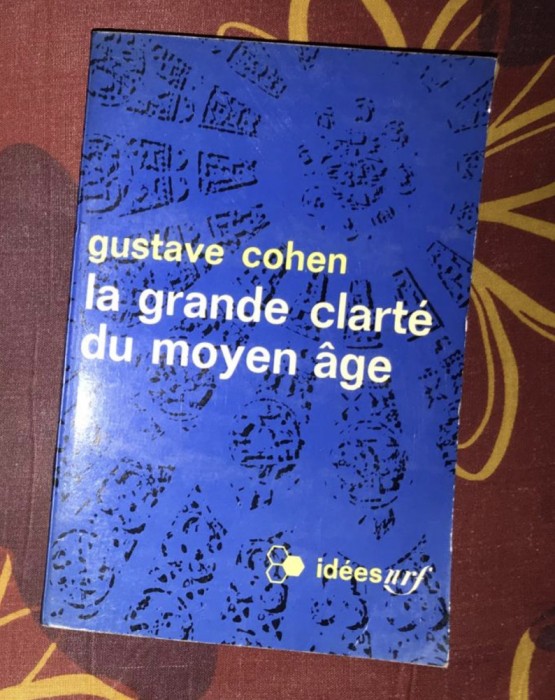 gustave cohen
la grande clarté
du moyen âge
idées nrf